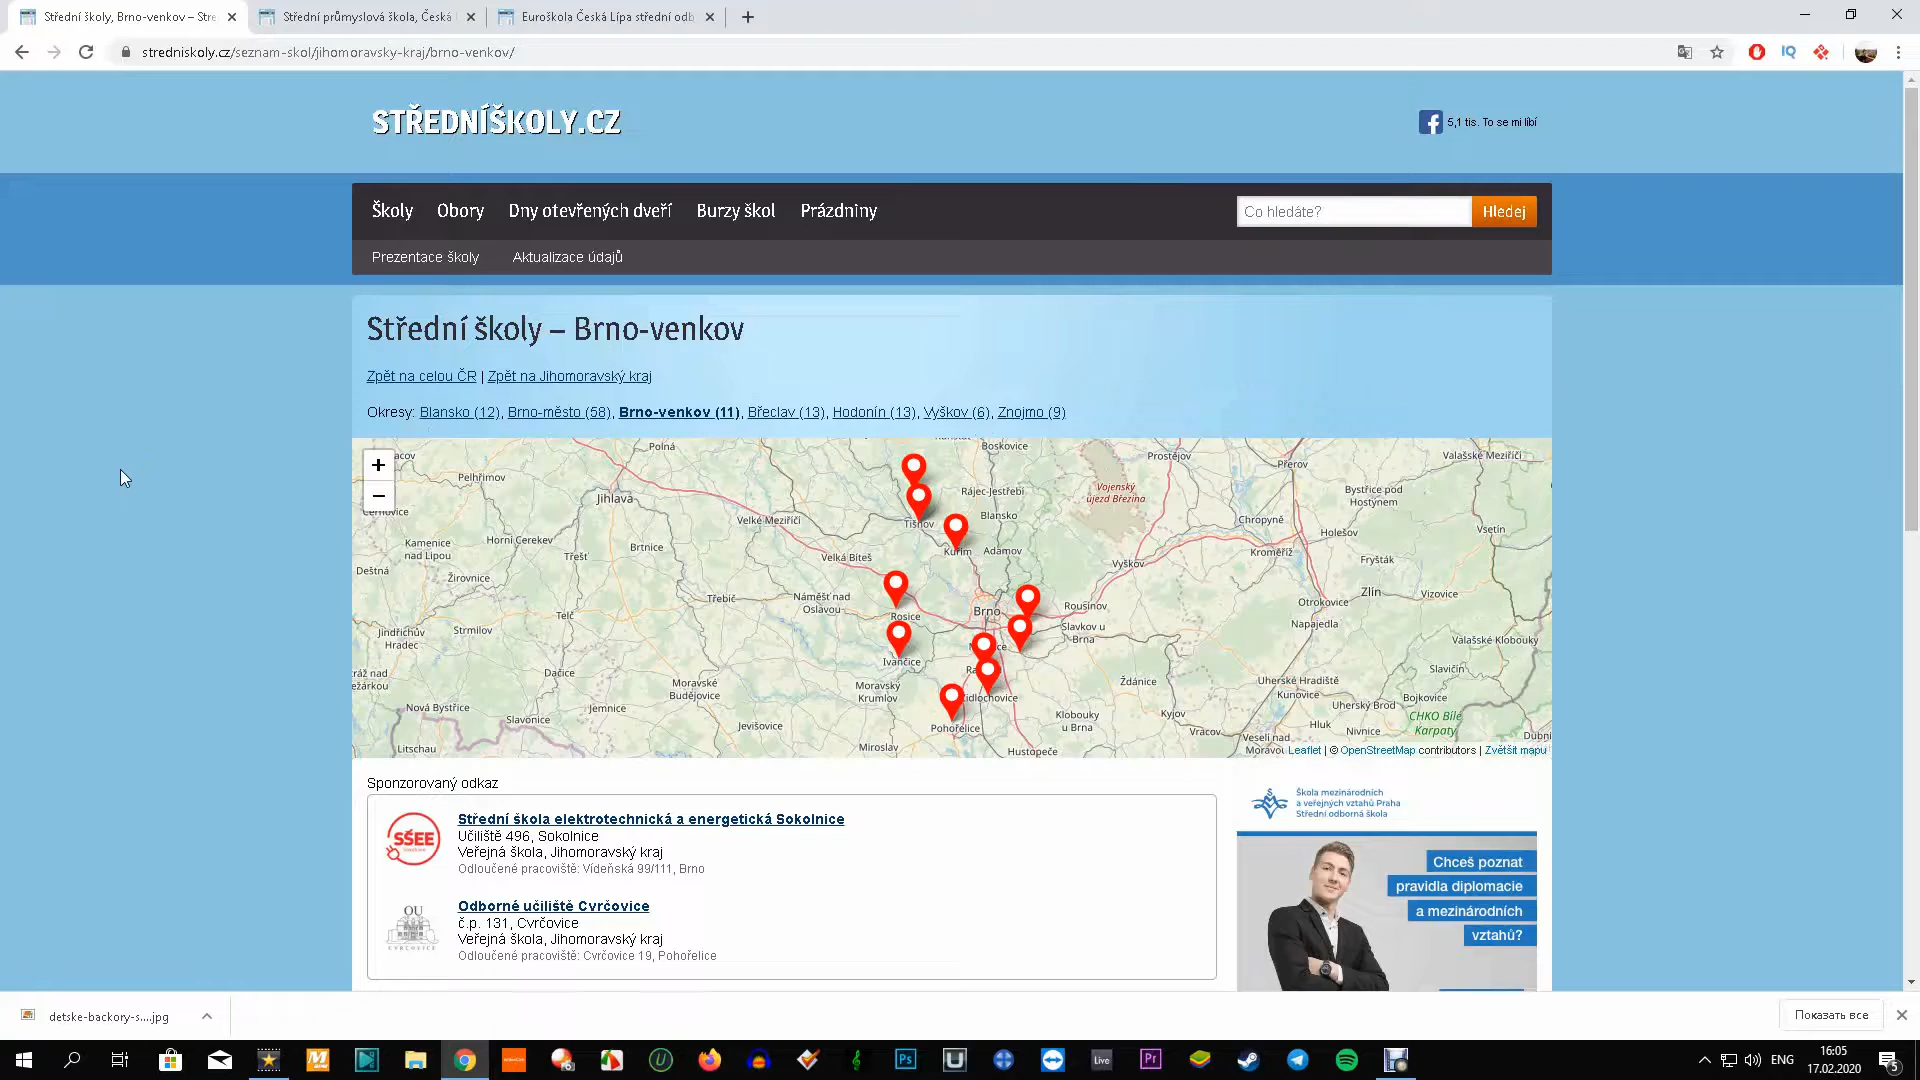 Střední školy, Brno-venkov – Stře
Střední průmyslová škola, Česká
Euroškola Česká Lípa střední odb
stredniskoly.cz/seznam-skol/jihomoravsky-kraj/brno-venkov/
STŘEDNÍŠKOLY.CZ
5,1 tis. To se mi líbí
Školy Obory Dny otevřených dveří Burzy škol Prázdniny
Co hledáte? Hledej
Prezentace školy Aktualizace údajů
Střední školy – Brno-venkov
Zpět na celou ČR | Zpět na Jihomoravský kraj
Okresy: Blansko (12), Brno-město (58), Brno-venkov (11), Břeclav (13), Hodonín (13), Vyškov (6), Znojmo (9)
+
−
Polná
Boskovice
Prostějov
Přerov
Valašské Meziříčí
Pelhřimov
Jihlava
Rájec-Jestřebí
Vojenský
újezd Březina
Bystřice pod
Hostýnem
Velké Meziříčí
Tišnov
Blansko
Chropyně
Holešov
Vsetín
Kamenice
nad Lipou
Horní Cerekev
Třešť
Brtnice
Velká Bíteš
Kuřim
Adamov
Vyškov
Kroměříž
Fryšták
Deštná
Žirovnice
Třebíč
Náměšť nad
Oslavou
Rosice
Brno
Rousínov
Otrokovice
Zlín
Vizovice
Telč
Jindřichův
Hradec
Strmilov
Slavkov u
Brna
Napajedla
Valašské Klobouky
Ivančice
Dačice
Moravské
Budějovice
Moravský
Krumlov
Ždánice
Uherské Hradiště
Kunovice
Slavičín
Bojkovice
Nová Bystřice
Slavonice
Jemnice
Jevišovice
Pohořelice
Klobouky
u Brna
Kyjov
Uherský Brod
Hluk
Nivnice
CHKO Bílé
Karpaty
Litschau
Miroslav
Hustopeče
Vracov
Veselí nad
Leaflet | © OpenStreetMap contributors | Zvětšit mapu
Sponzorovaný odkaz
SŠEE
Střední škola elektrotechnická a energetická Sokolnice
Učiliště 496, Sokolnice
Veřejná škola, Jihomoravský kraj
Odloučené pracoviště: Vídeňská 99/111, Brno
OU
CVRČOVICE
Odborné učiliště Cvrčovice
č.p. 131, Cvrčovice
Veřejná škola, Jihomoravský kraj
Odloučené pracoviště: Cvrčovice 19, Pohořelice
Škola mezinárodních
a veřejných vztahů Praha
Střední odborná škola
Chceš poznat
pravidla diplomacie
a mezinárodních
vztahů?
detske-backory-s....jpg
Показать все
Ps
Live
Pr
ENG
16:05
17.02.2020
5